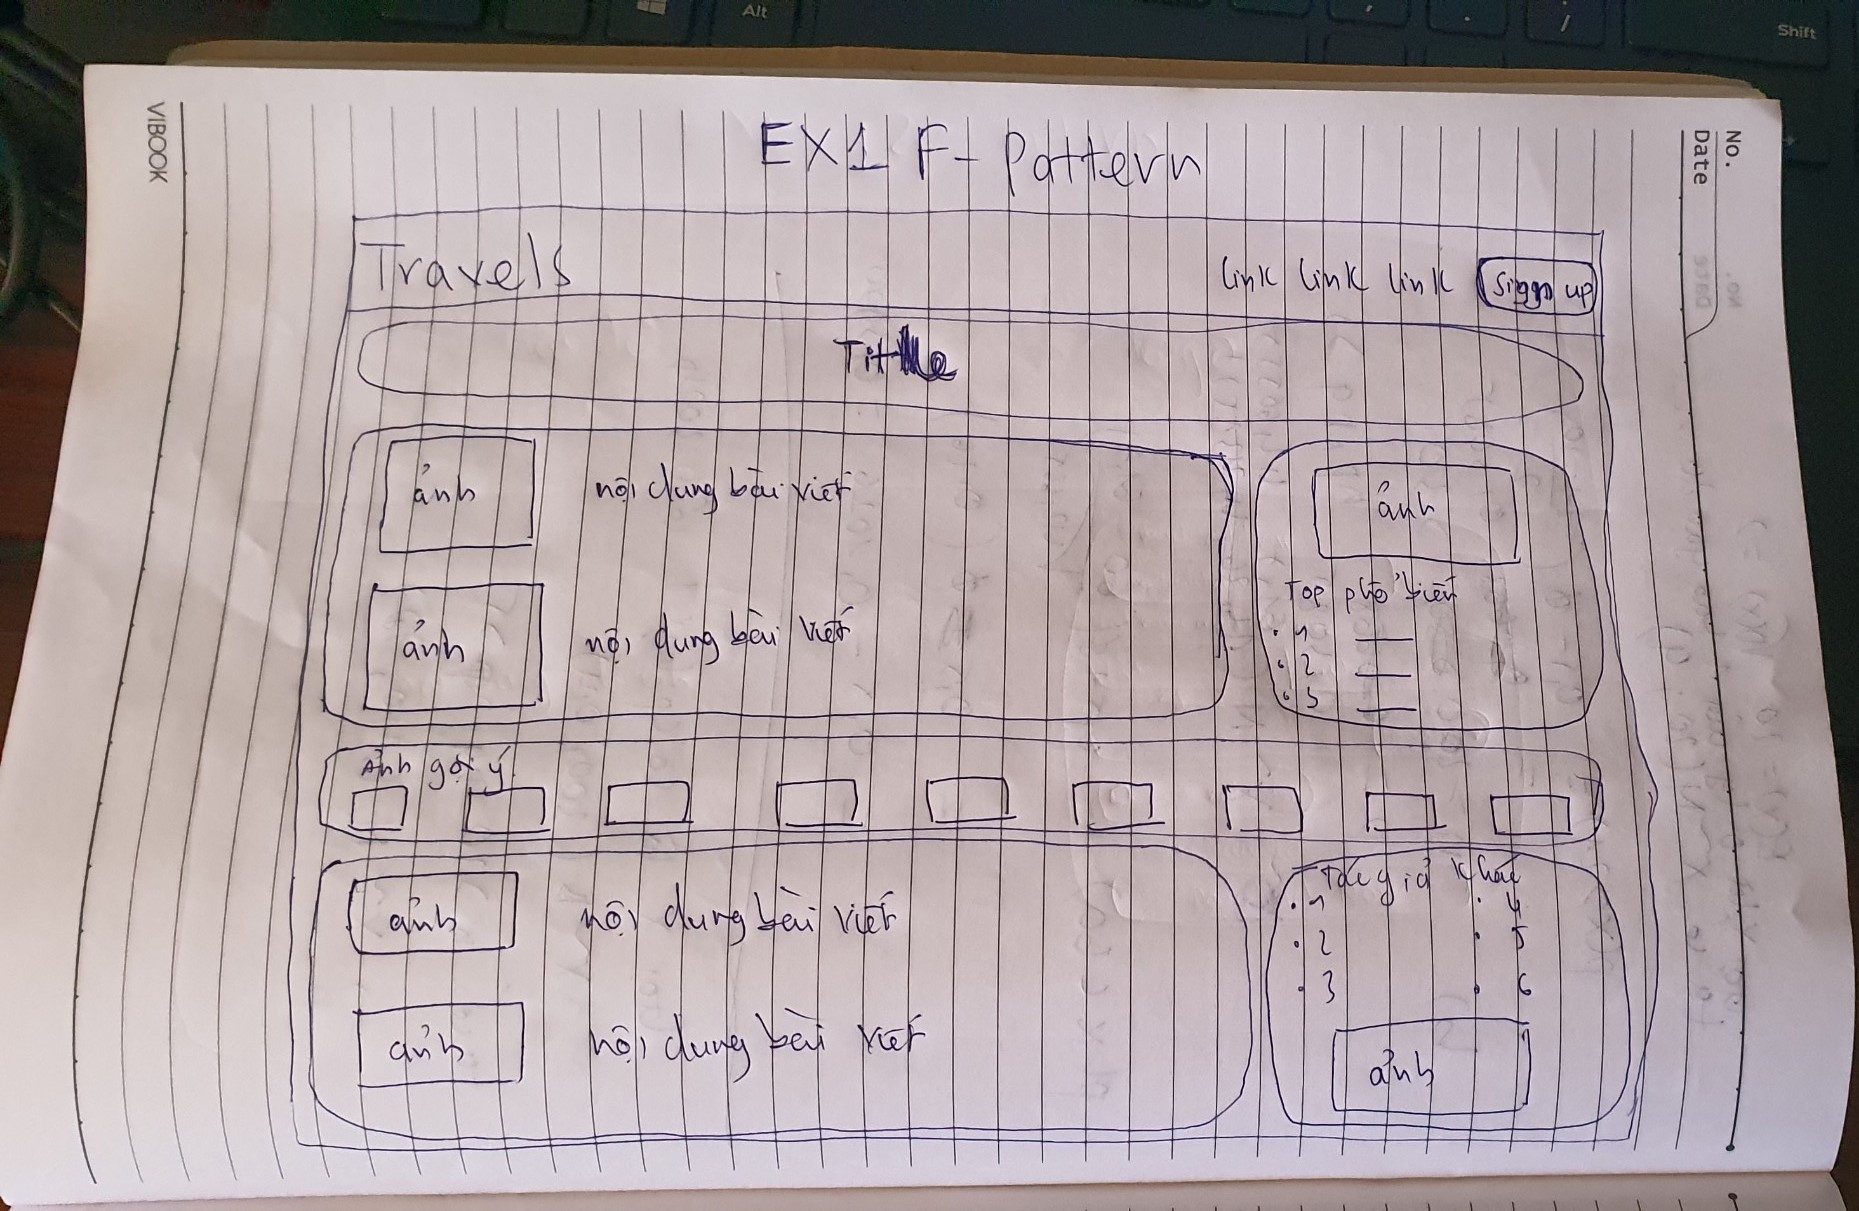 Alt
Shift
VIBOOK
No.
Date
EX1 F- Pattern
Travels link link link Siggn up
Tittle
ảnh nội dung bài viết
ảnh nội dung bài viết
ảnh
Top phổ biến
• 1
• 2
• 3
Ảnh gợi ý
ảnh nội dung bài viết
ảnh nội dung bài viết
Tác giả khác
• 1 • 4
• 2 • 5
• 3 • 6
ảnh